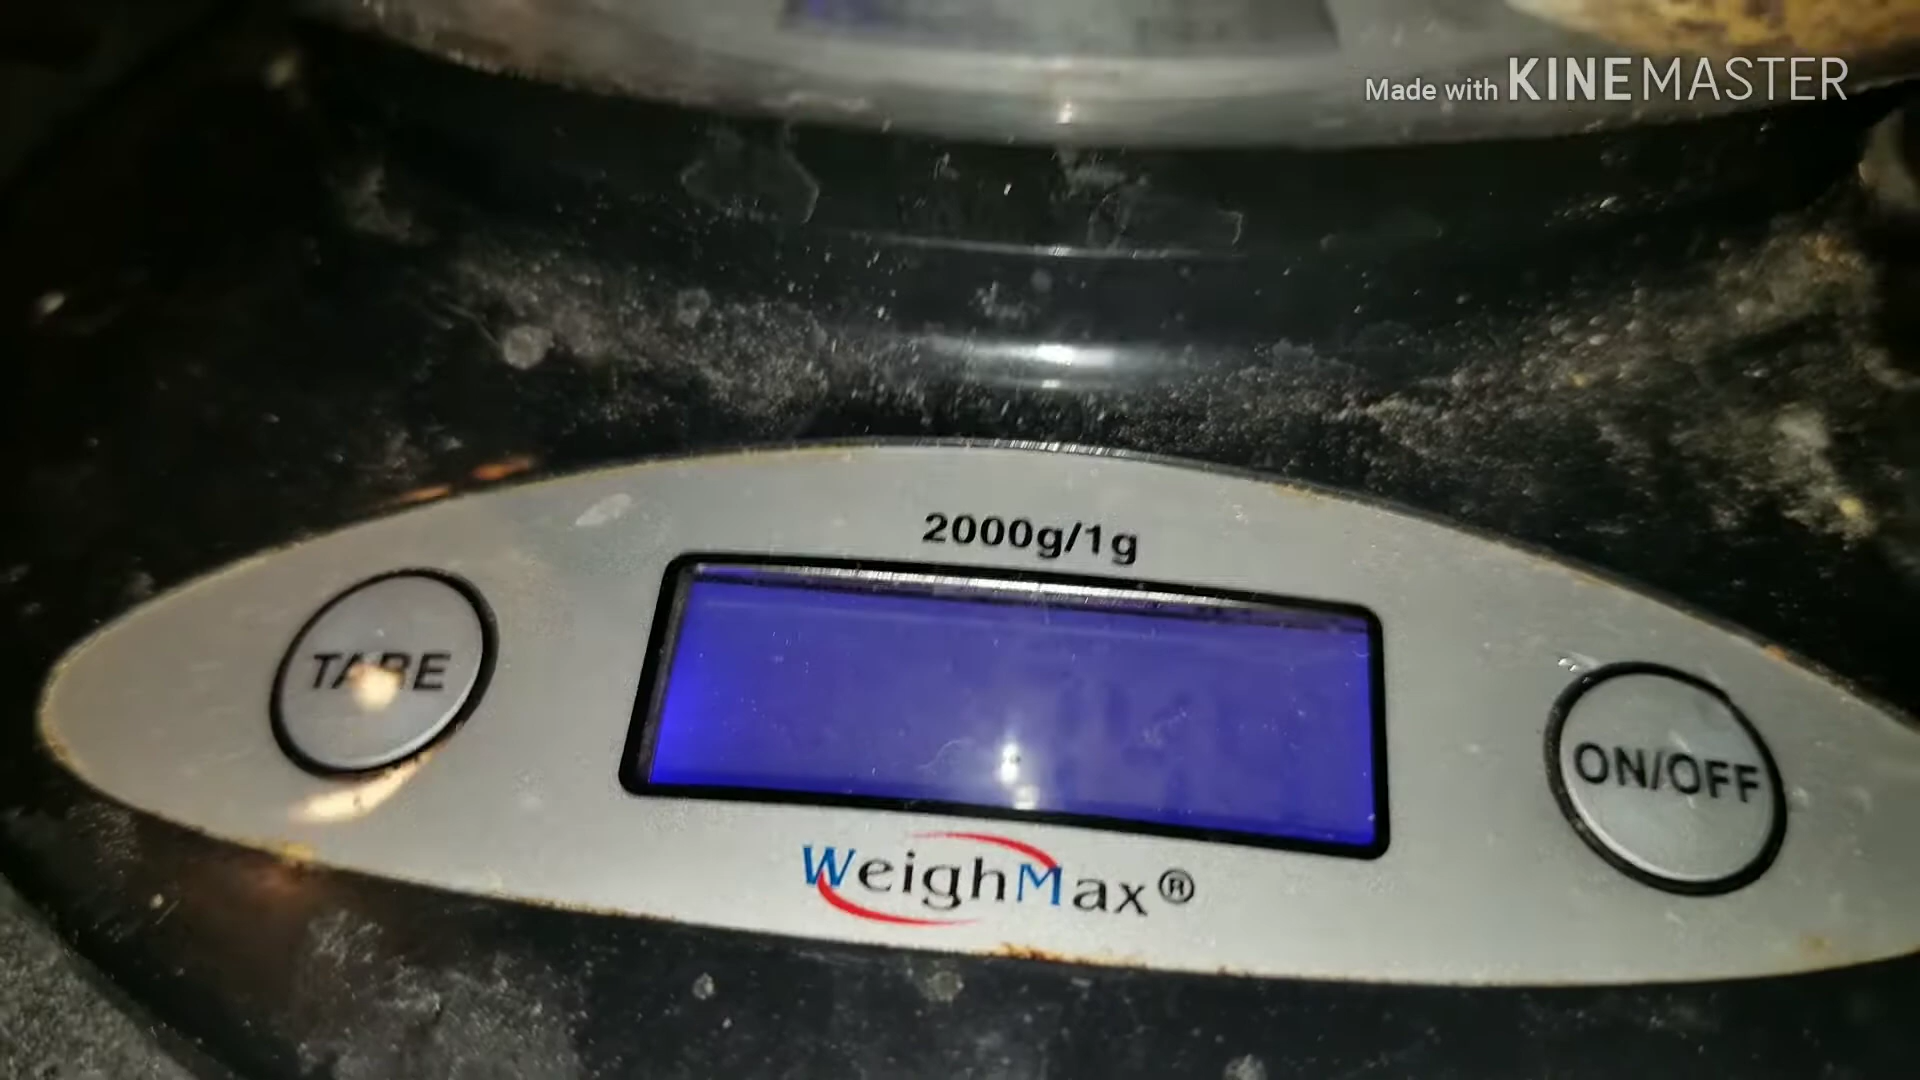 Made with KINEMASTER
2000g/1g
TARE
ON/OFF
WeighMax®